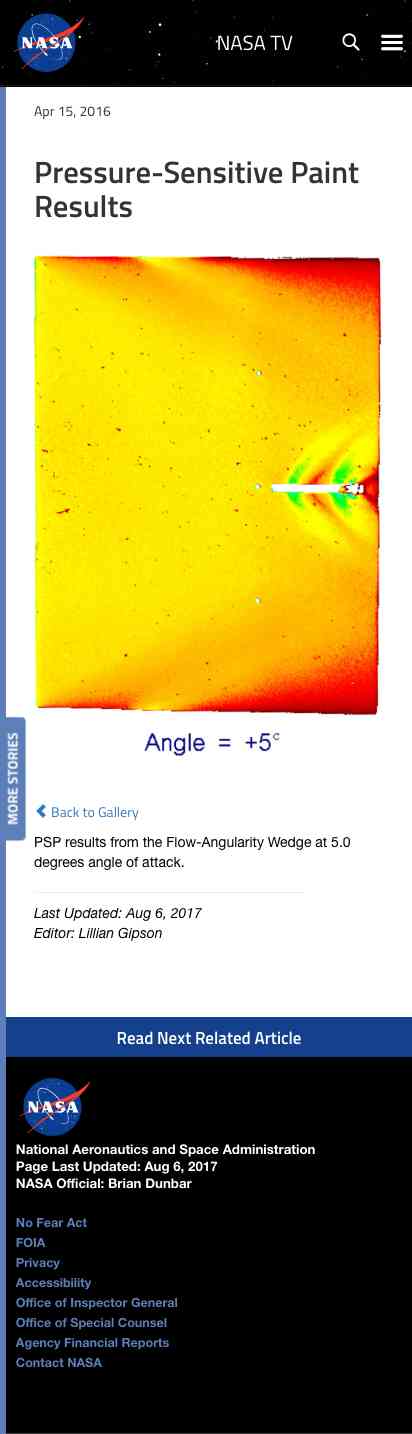 NASA
NASA TV
Apr 15, 2016
Pressure-Sensitive Paint
Results
Angle = +5°
MORE STORIES
Back to Gallery
PSP results from the Flow-Angularity Wedge at 5.0
degrees angle of attack.
Last Updated: Aug 6, 2017
Editor: Lillian Gipson
Read Next Related Article
NASA
National Aeronautics and Space Administration
Page Last Updated: Aug 6, 2017
NASA Official: Brian Dunbar
No Fear Act
FOIA
Privacy
Accessibility
Office of Inspector General
Office of Special Counsel
Agency Financial Reports
Contact NASA